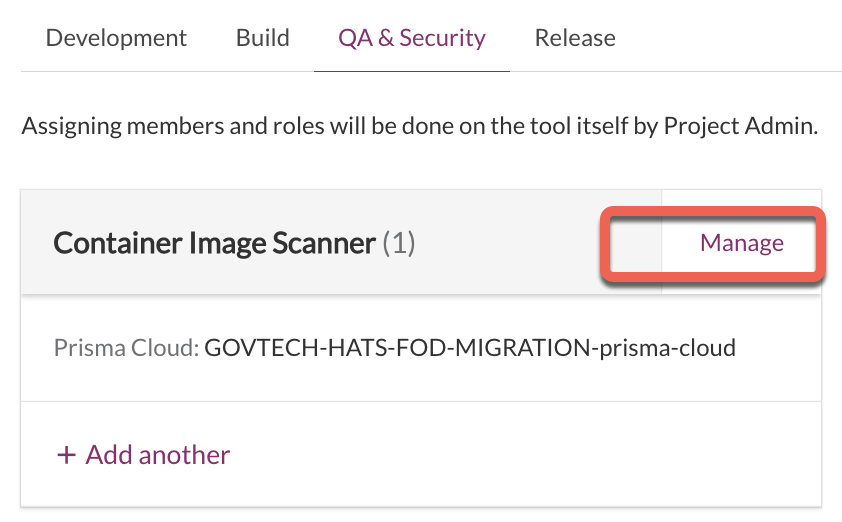 Development Build QA & Security Release
Assigning members and roles will be done on the tool itself by Project Admin.
Container Image Scanner (1) Manage
Prisma Cloud: GOVTECH-HATS-FOD-MIGRATION-prisma-cloud
+ Add another